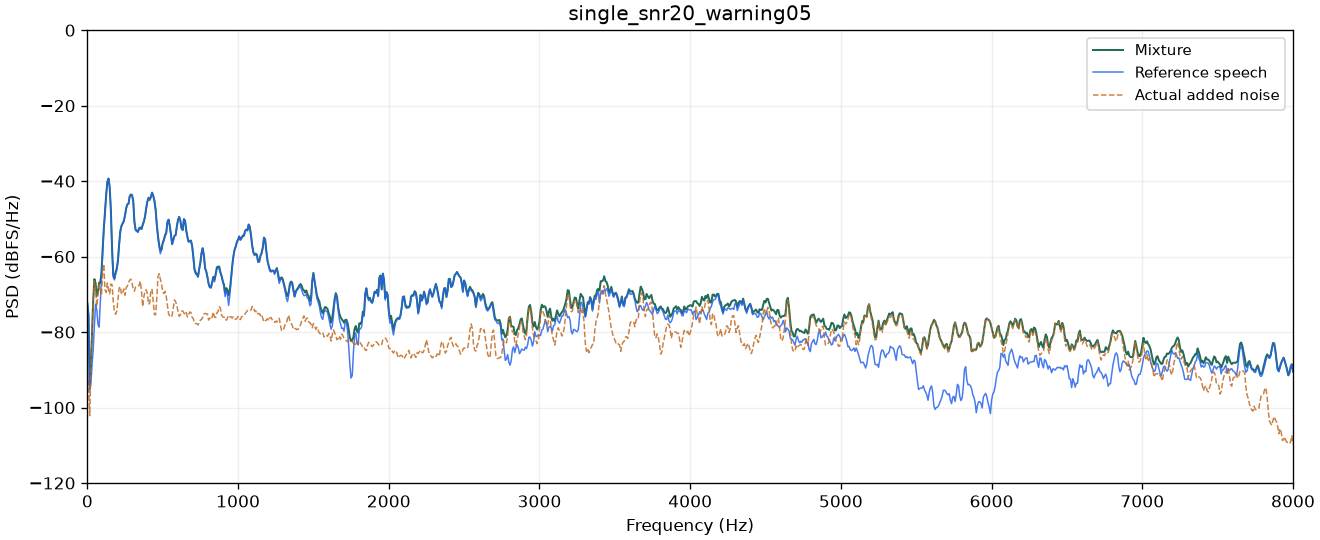 single_snr20_warning05
Mixture
Reference speech
Actual added noise
PSD (dBFS/Hz)
0
−20
−40
−60
−80
−100
−120
0 1000 2000 3000 4000 5000 6000 7000 8000
Frequency (Hz)